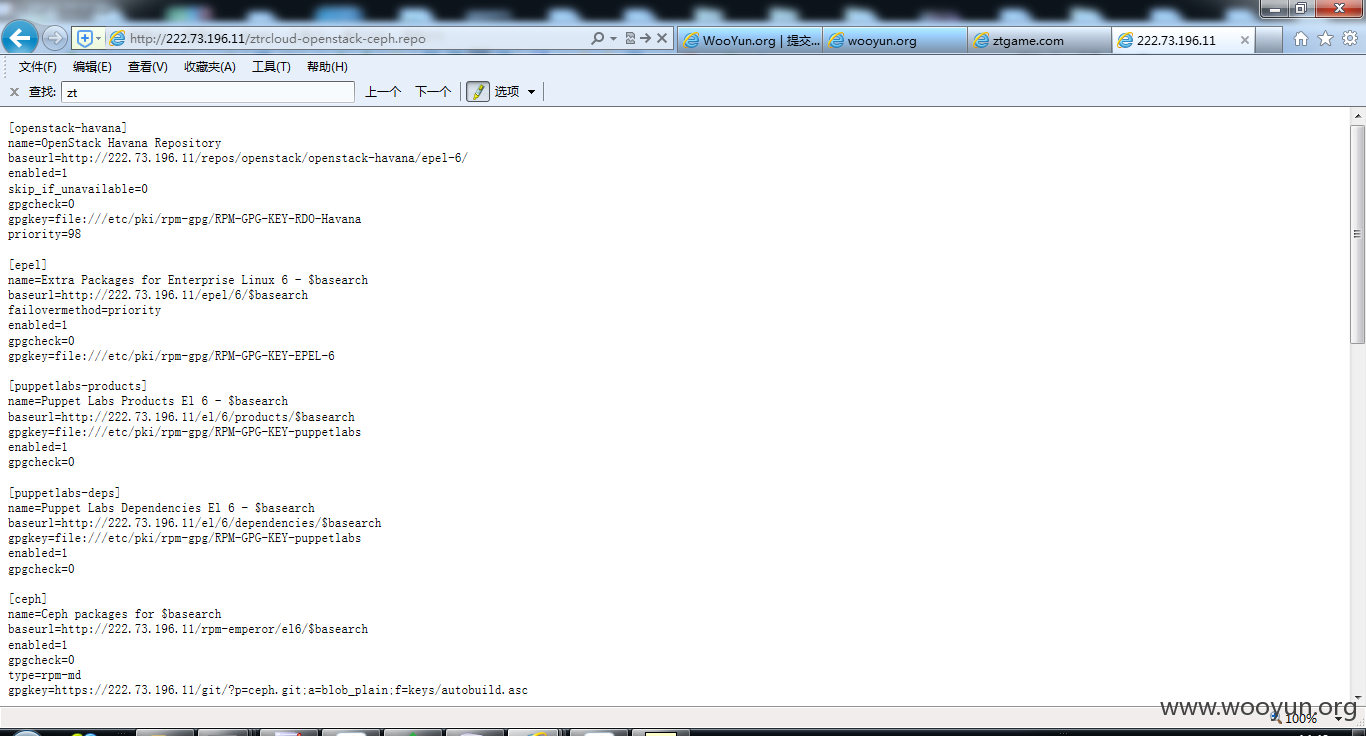 http://222.73.196.11/ztrcloud-openstack-ceph.repo
WooYun.org | 提交...
wooyun.org
ztgame.com
222.73.196.11
文件(F) 编辑(E) 查看(V) 收藏夹(A) 工具(T) 帮助(H)
查找: zt 上一个 下一个 选项
[openstack-havana]
name=OpenStack Havana Repository
baseurl=http://222.73.196.11/repos/openstack/openstack-havana/epel-6/
enabled=1
skip_if_unavailable=0
gpgcheck=0
gpgkey=file:///etc/pki/rpm-gpg/RPM-GPG-KEY-RDO-Havana
priority=98
[epel]
name=Extra Packages for Enterprise Linux 6 - $basearch
baseurl=http://222.73.196.11/epel/6/$basearch
failovermethod=priority
enabled=1
gpgcheck=0
gpgkey=file:///etc/pki/rpm-gpg/RPM-GPG-KEY-EPEL-6
[puppetlabs-products]
name=Puppet Labs Products El 6 - $basearch
baseurl=http://222.73.196.11/el/6/products/$basearch
gpgkey=file:///etc/pki/rpm-gpg/RPM-GPG-KEY-puppetlabs
enabled=1
gpgcheck=0
[puppetlabs-deps]
name=Puppet Labs Dependencies El 6 - $basearch
baseurl=http://222.73.196.11/el/6/dependencies/$basearch
gpgkey=file:///etc/pki/rpm-gpg/RPM-GPG-KEY-puppetlabs
enabled=1
gpgcheck=0
[ceph]
name=Ceph packages for $basearch
baseurl=http://222.73.196.11/rpm-emperor/el6/$basearch
enabled=1
gpgcheck=0
type=rpm-md
gpgkey=https://222.73.196.11/git/?p=ceph.git;a=blob_plain;f=keys/autobuild.asc
www.wooyun.org
100%